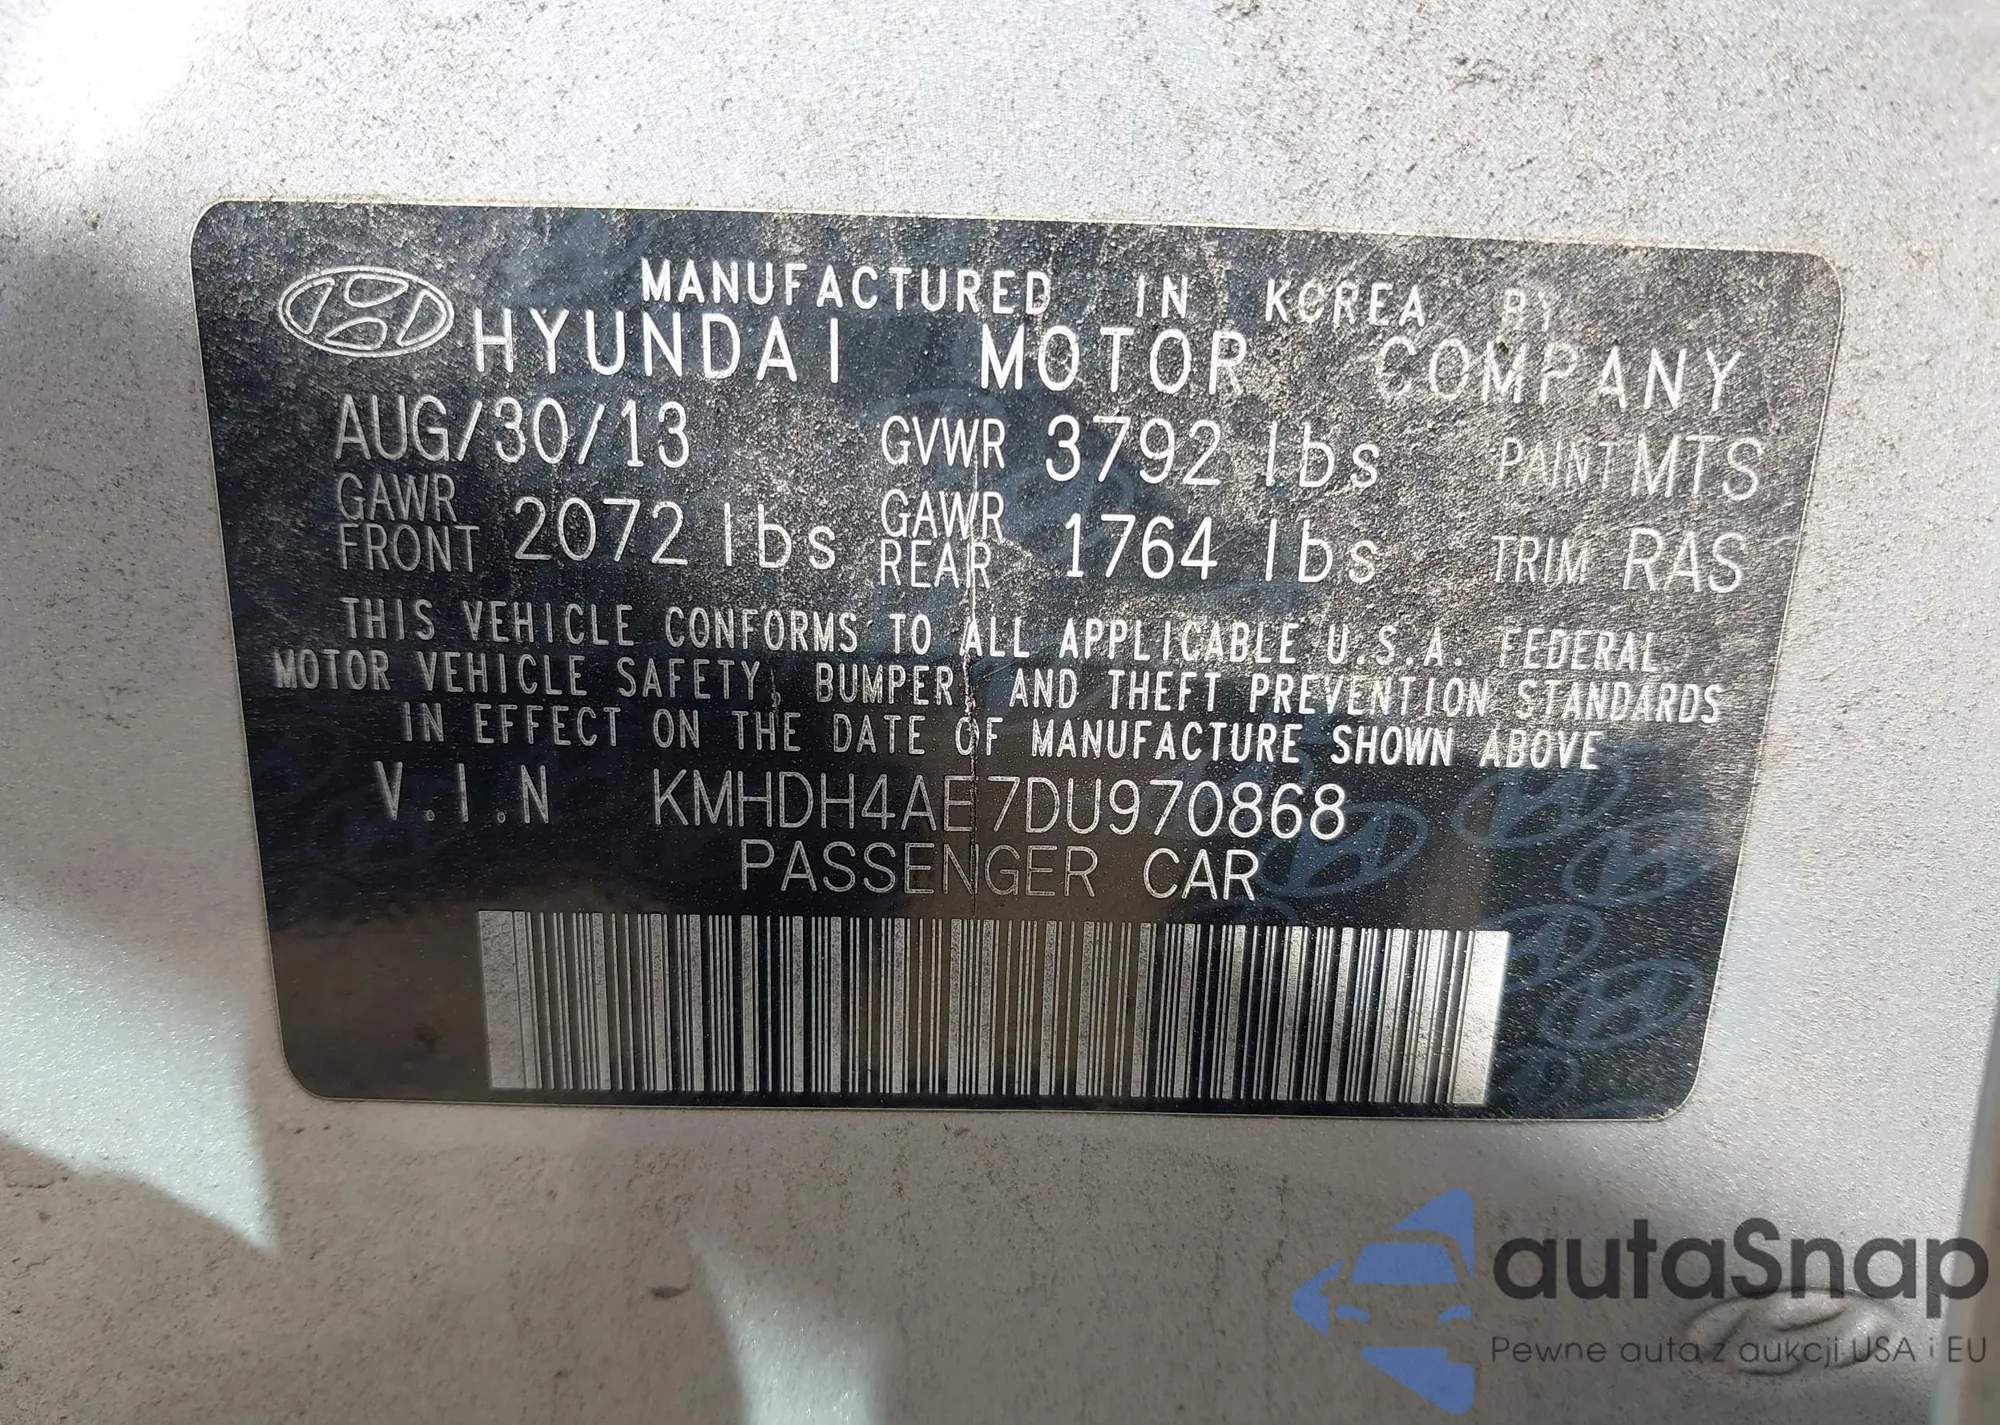 MANUFACTURED IN KOREA BY
HYUNDAI MOTOR COMPANY
AUG/30/13 GVWR 3792 lbs PAINT MTS
GAWR FRONT 2072 lbs GAWR REAR 1764 lbs TRIM RAS
THIS VEHICLE CONFORMS TO ALL APPLICABLE U.S.A. FEDERAL
MOTOR VEHICLE SAFETY, BUMPER, AND THEFT PREVENTION STANDARDS
IN EFFECT ON THE DATE OF MANUFACTURE SHOWN ABOVE
V.I.N KMHDH4AE7DU970868
PASSENGER CAR
autaSnap
Pewne auta z aukcji USA i EU